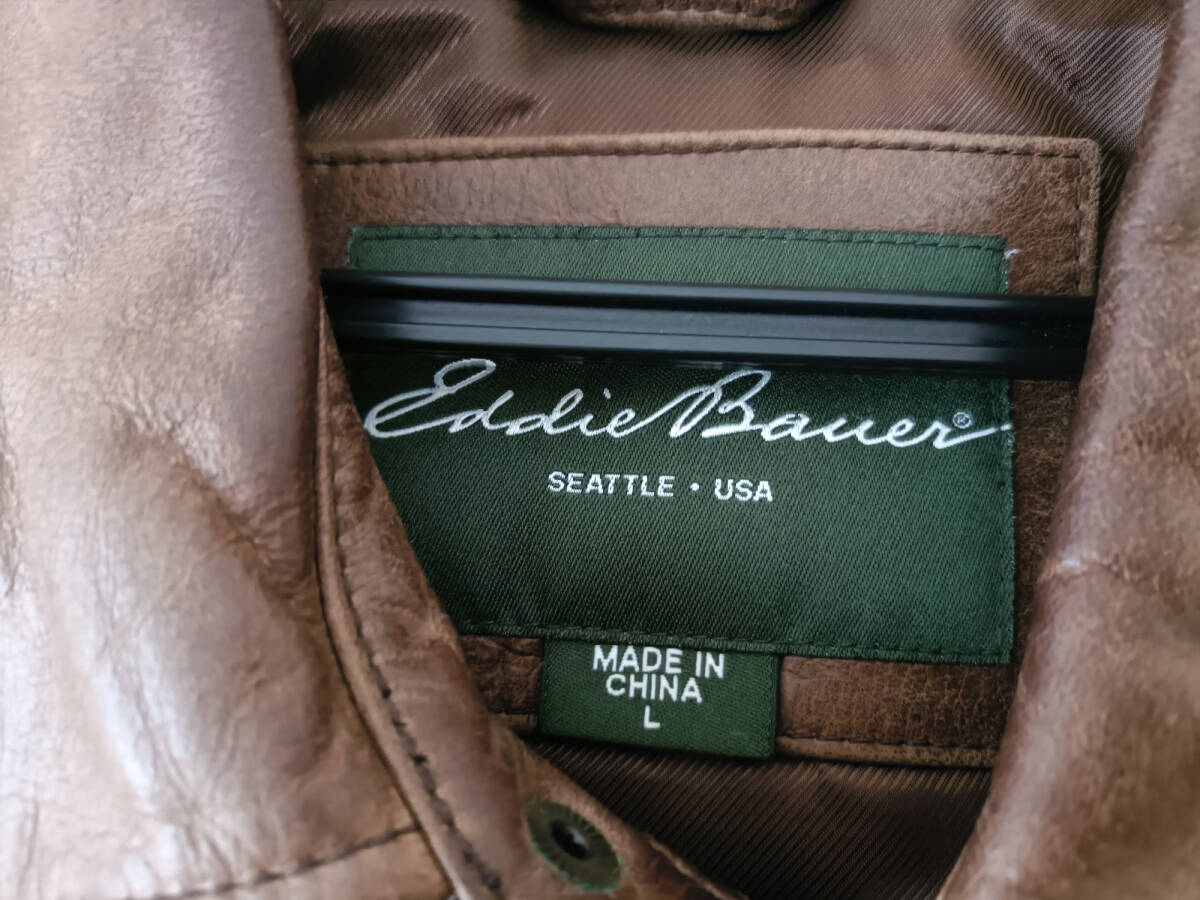 Eddie Bauer®
SEATTLE • USA
MADE IN
CHINA
L